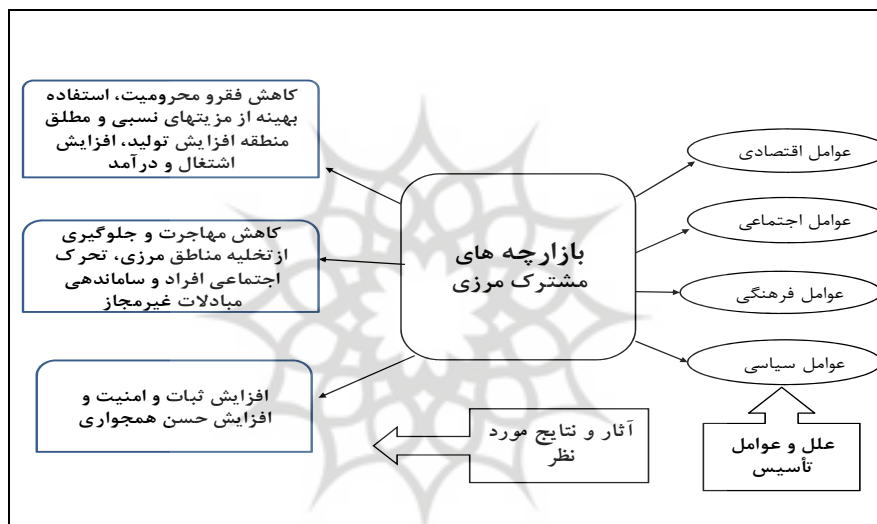 عوامل اقتصادی
عوامل اجتماعی
عوامل فرهنگی
عوامل سیاسی
علل و عوامل
تأسیس
بازارچه های
مشترک مرزی
کاهش فقرو محرومیت، استفاده
بهینه از مزیتهای نسبی و مطلق
منطقه افزایش تولید، افزایش
اشتغال و درآمد
کاهش مهاجرت و جلوگیری
ازتخلیه مناطق مرزی، تحرک
اجتماعی افراد و ساماندهی
مبادلات غیرمجاز
افزایش ثبات و امنیت و
افزایش حسن همجواری
آثار و نتایج مورد
نظر